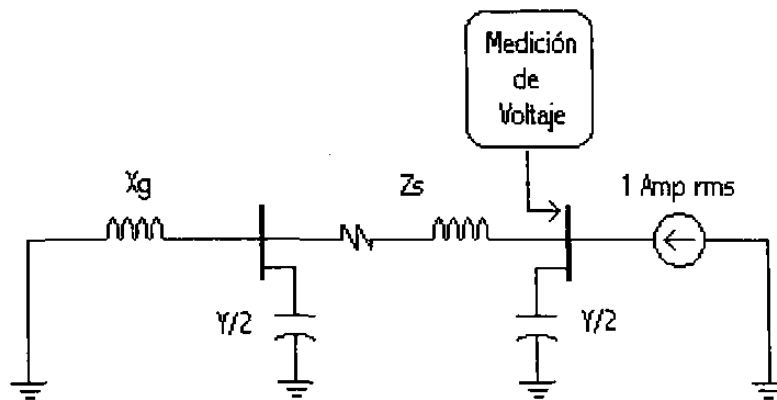 Medición
de
Voltaje
Xg
Zs
1 Amp rms
Y/2
Y/2